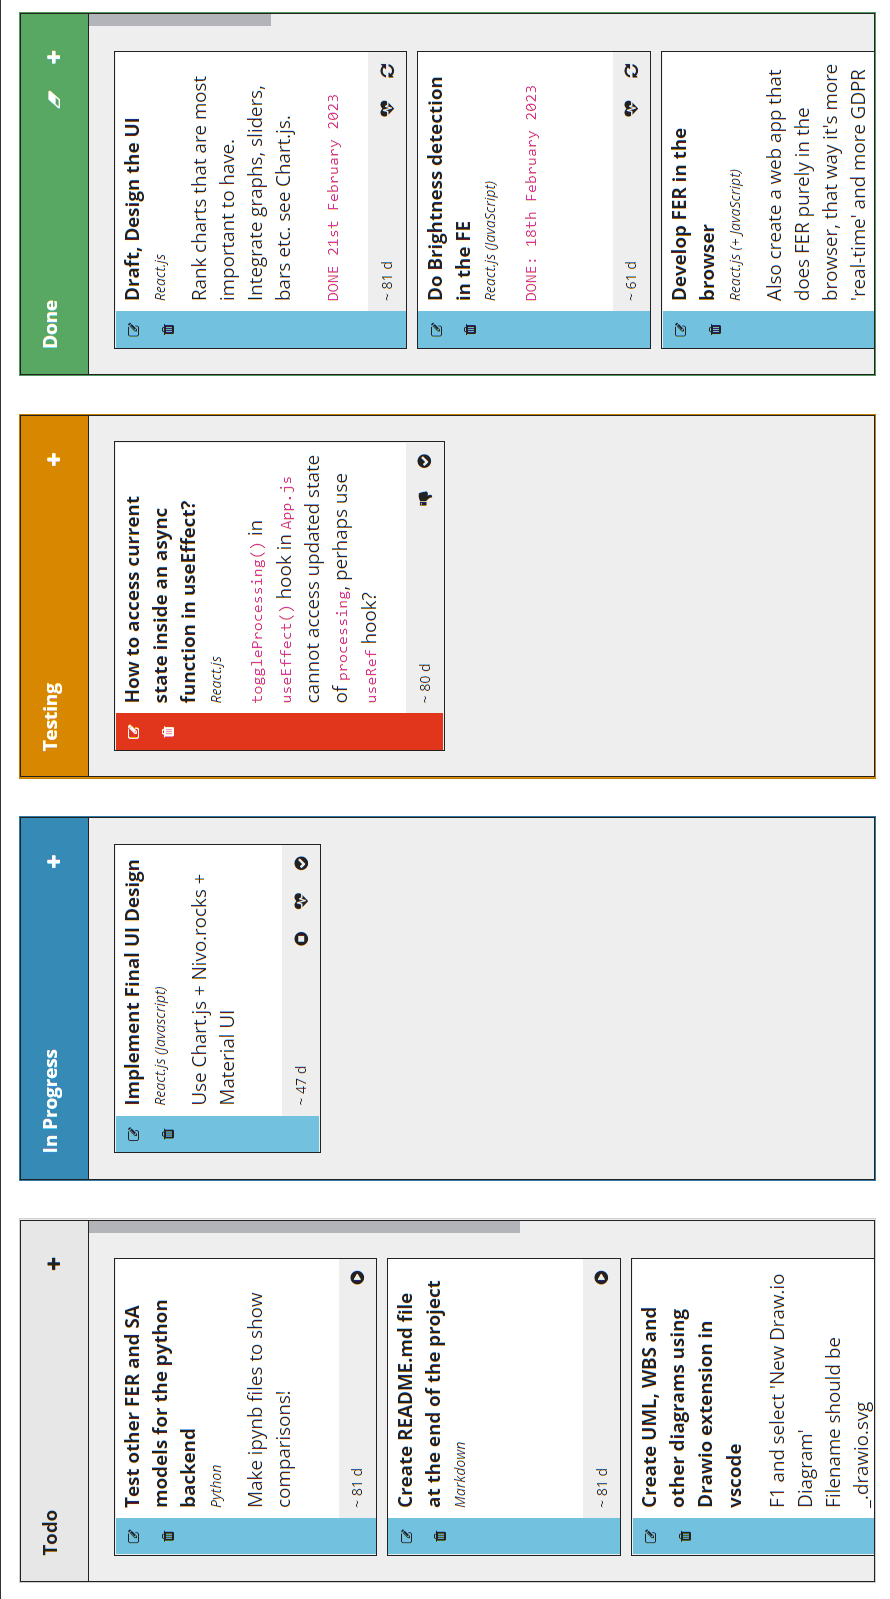 Todo
Test other FER and SA
models for the python
backend
Python
Make ipynb files to show
comparisons!
~ 81 d
Create README.md file
at the end of the project
Markdown
~ 81 d
Create UML, WBS and
other diagrams using
Drawio extension in
vscode
F1 and select 'New Draw.io
Diagram'
Filename should be
_.drawio.svg
In Progress
Implement Final UI Design
React.js (Javascript)
Use Chart.js + Nivo.rocks +
Material UI
~ 47 d
Testing
How to access current
state inside an async
function in useEffect?
React.js
toggleProcessing() in
useEffect() hook in App.js
cannot access updated state
of processing, perhaps use
useRef hook?
~ 80 d
Done
Draft, Design the UI
React.js
Rank charts that are most
important to have.
Integrate graphs, sliders,
bars etc. see Chart.js.
DONE 21st February 2023
~ 81 d
Do Brightness detection
in the FE
React.js (JavaScript)
DONE: 18th February 2023
~ 61 d
Develop FER in the
browser
React.js (+ JavaScript)
Also create a web app that
does FER purely in the
browser, that way it's more
'real-time' and more GDPR